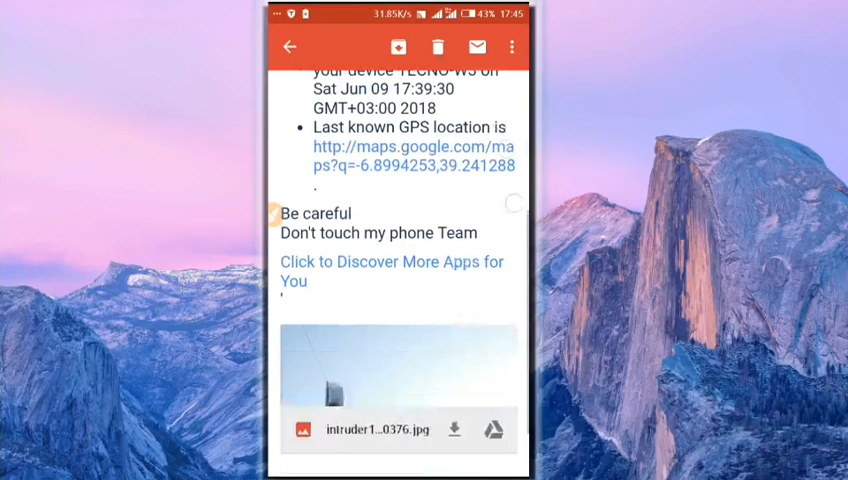 31.85K/s 43% 17:45
your device TECNO-W3 on
Sat Jun 09 17:39:30
GMT+03:00 2018
Last known GPS location is
http://maps.google.com/ma
ps?q=-6.8994253,39.241288
.
Be careful
Don't touch my phone Team
Click to Discover More Apps for
You
'
intruder1...0376.jpg